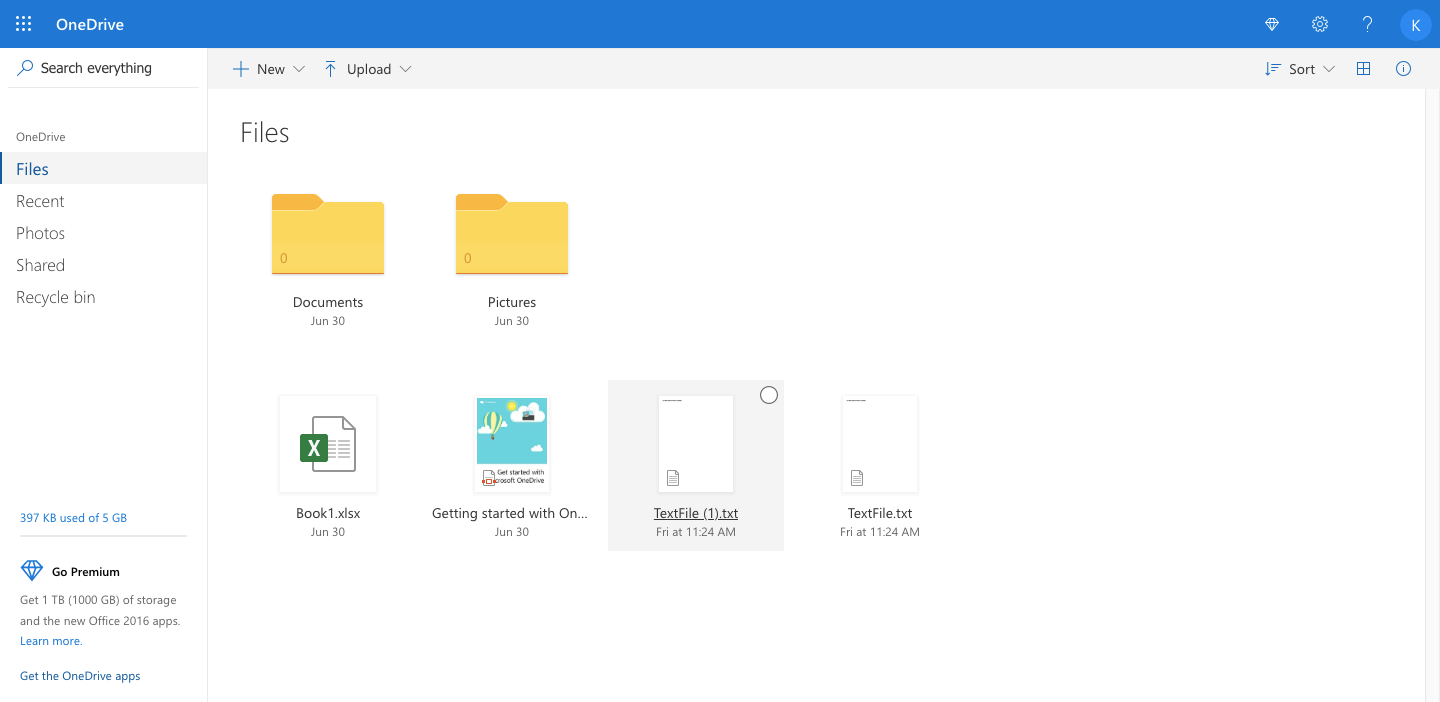 OneDrive
K
Search everything
New
Upload
Sort
OneDrive
Files
Recent
Photos
Shared
Recycle bin
397 KB used of 5 GB
Go Premium
Get 1 TB (1000 GB) of storage
and the new Office 2016 apps.
Learn more.
Get the OneDrive apps
Files
0
0
Documents
Pictures
Jun 30
Jun 30
X
Get started with
crosoft OneDrive
Book1.xlsx
Getting started with On...
TextFile (1).txt
TextFile.txt
Jun 30
Jun 30
Fri at 11:24 AM
Fri at 11:24 AM